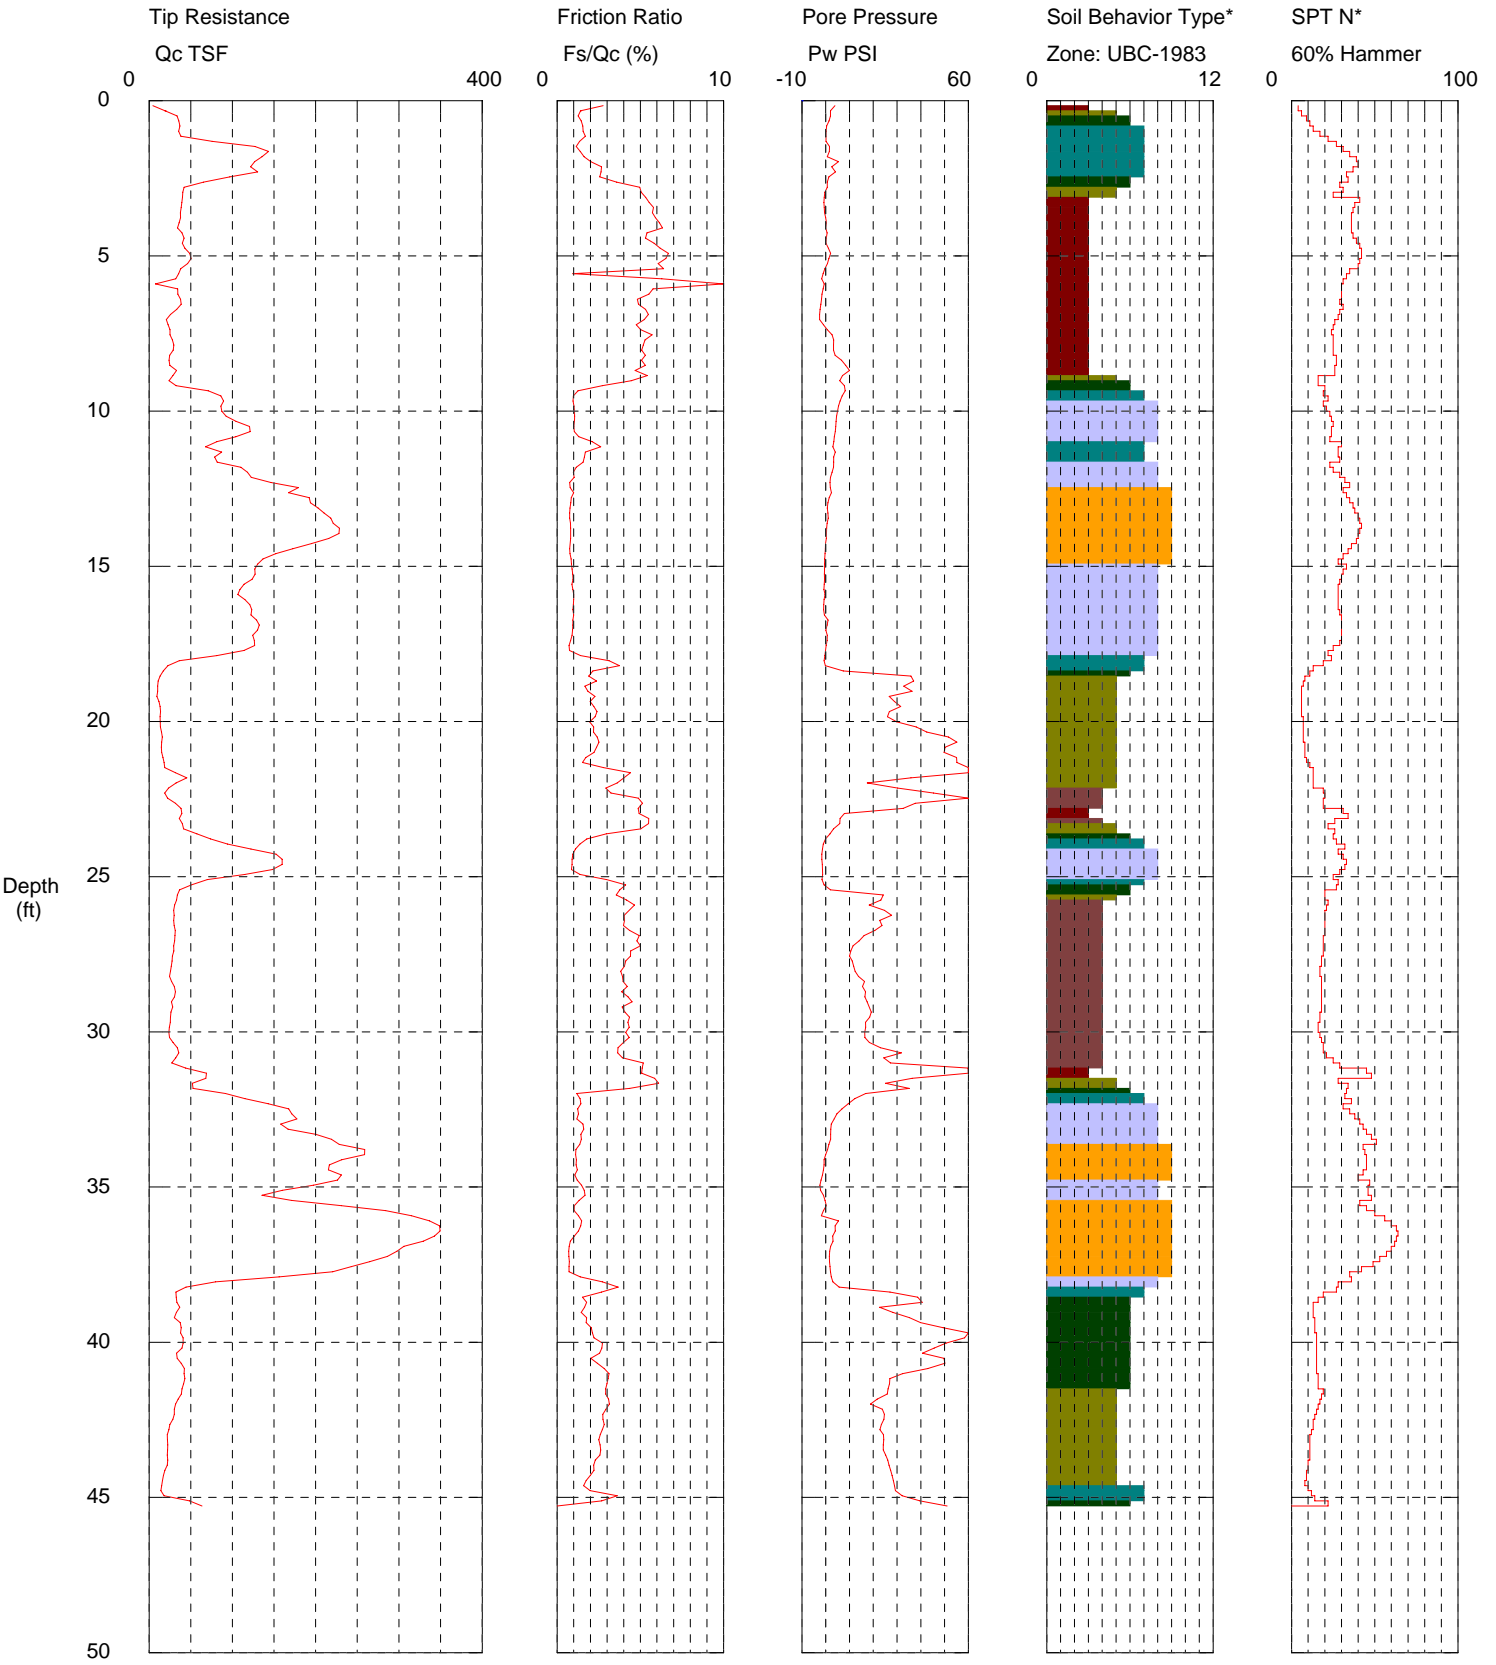 Tip Resistance Friction Ratio Pore Pressure Soil Behavior Type* SPT N*
Qc TSF Fs/Qc (%) Pw PSI Zone: UBC-1983 60% Hammer
0 400 0 10 -10 60 0 12 0 100
0
5
10
15
20
25
Depth
(ft)
30
35
40
45
50